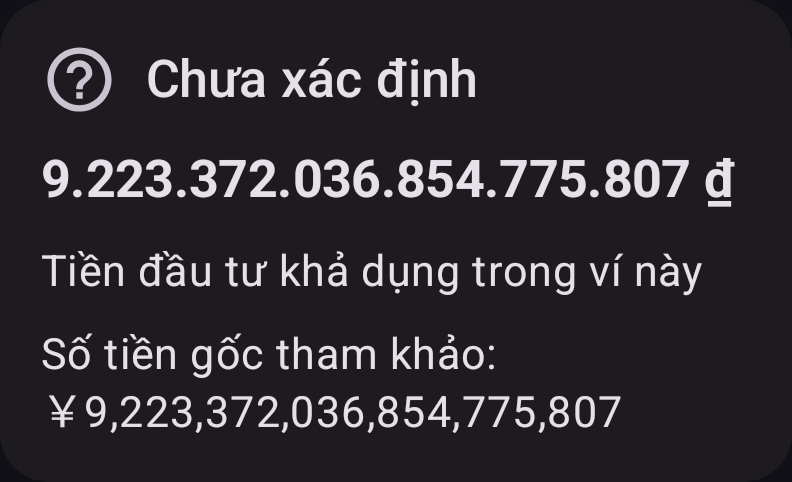 Chưa xác định
9.223.372.036.854.775.807 ₫
Tiền đầu tư khả dụng trong ví này
Số tiền gốc tham khảo:
￥9,223,372,036,854,775,807